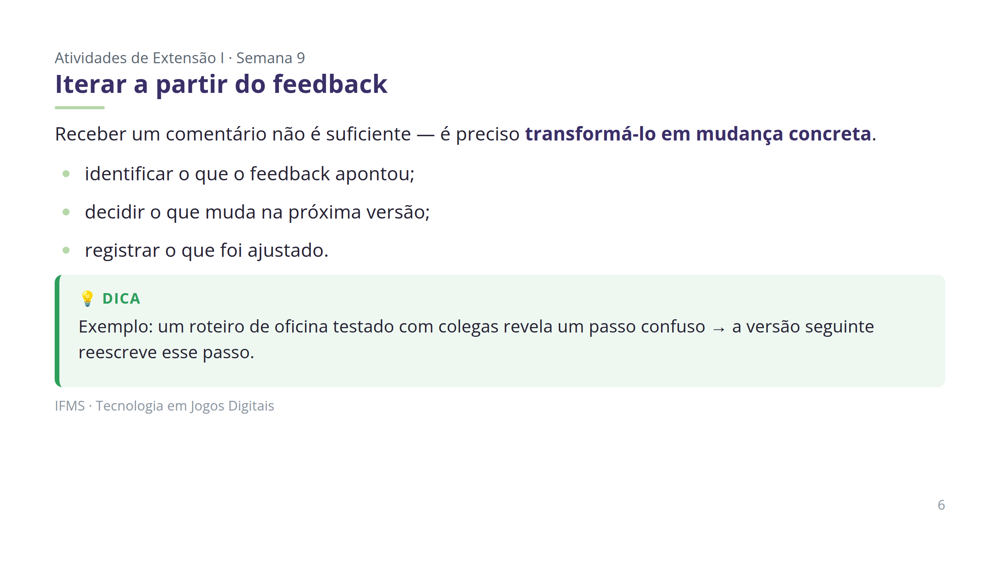 Atividades de Extensão I · Semana 9
Iterar a partir do feedback
Receber um comentário não é suficiente — é preciso transformá-lo em mudança concreta.
identificar o que o feedback apontou;
decidir o que muda na próxima versão;
registrar o que foi ajustado.
💡 DICA
Exemplo: um roteiro de oficina testado com colegas revela um passo confuso → a versão seguinte
reescreve esse passo.
IFMS · Tecnologia em Jogos Digitais
6